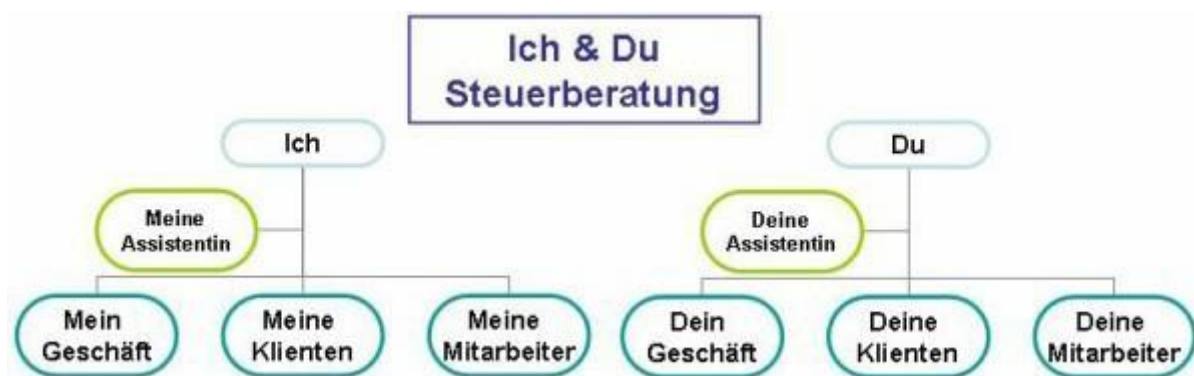 Ich & Du
Steuerberatung
Ich
Du
Meine
Assistentin
Deine
Assistentin
Mein
Geschäft
Meine
Klienten
Meine
Mitarbeiter
Dein
Geschäft
Deine
Klienten
Deine
Mitarbeiter